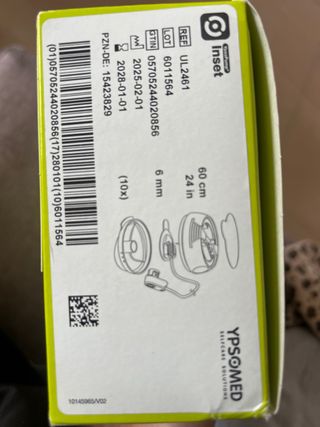 Inset
REF UL2461
LOT 6011564
GTIN 05705244020856
2025-02-01
2028-01-01
PZN-DE: 15423829
(01)05705244020856(17)280101(10)6011564
60 cm
24 in
6 mm
(10x)
YPSOMED
SELFCARE SOLUTIONS
10145965/V02